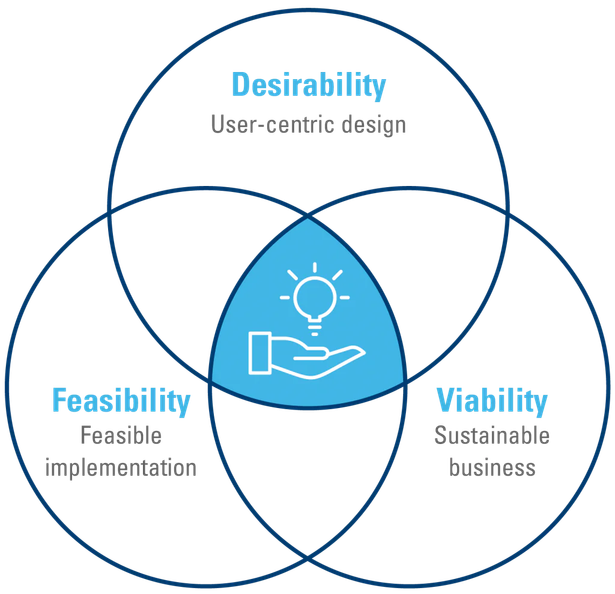 Desirability
User-centric design
Feasibility
Feasible
implementation
Viability
Sustainable
business